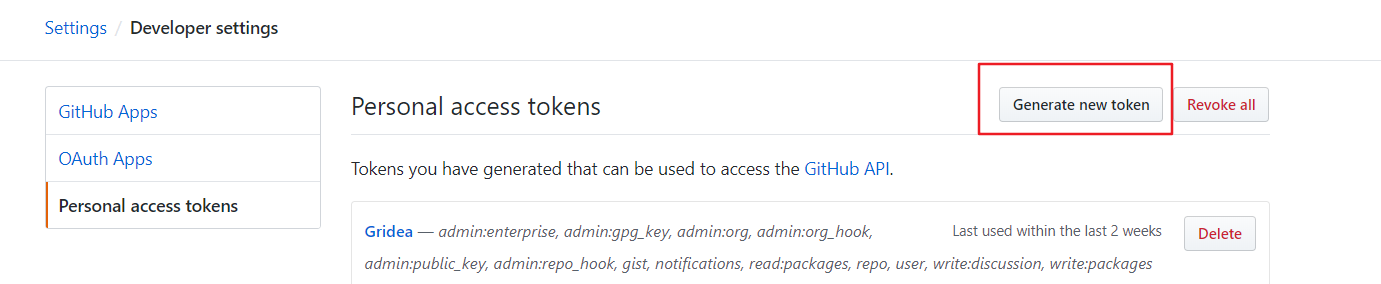 Settings / Developer settings
GitHub Apps
OAuth Apps
Personal access tokens
Personal access tokens
Generate new token
Revoke all
Tokens you have generated that can be used to access the GitHub API.
Gridea — admin:enterprise, admin:gpg_key, admin:org, admin:org_hook,
admin:public_key, admin:repo_hook, gist, notifications, read:packages, repo, user, write:discussion, write:packages
Last used within the last 2 weeks
Delete